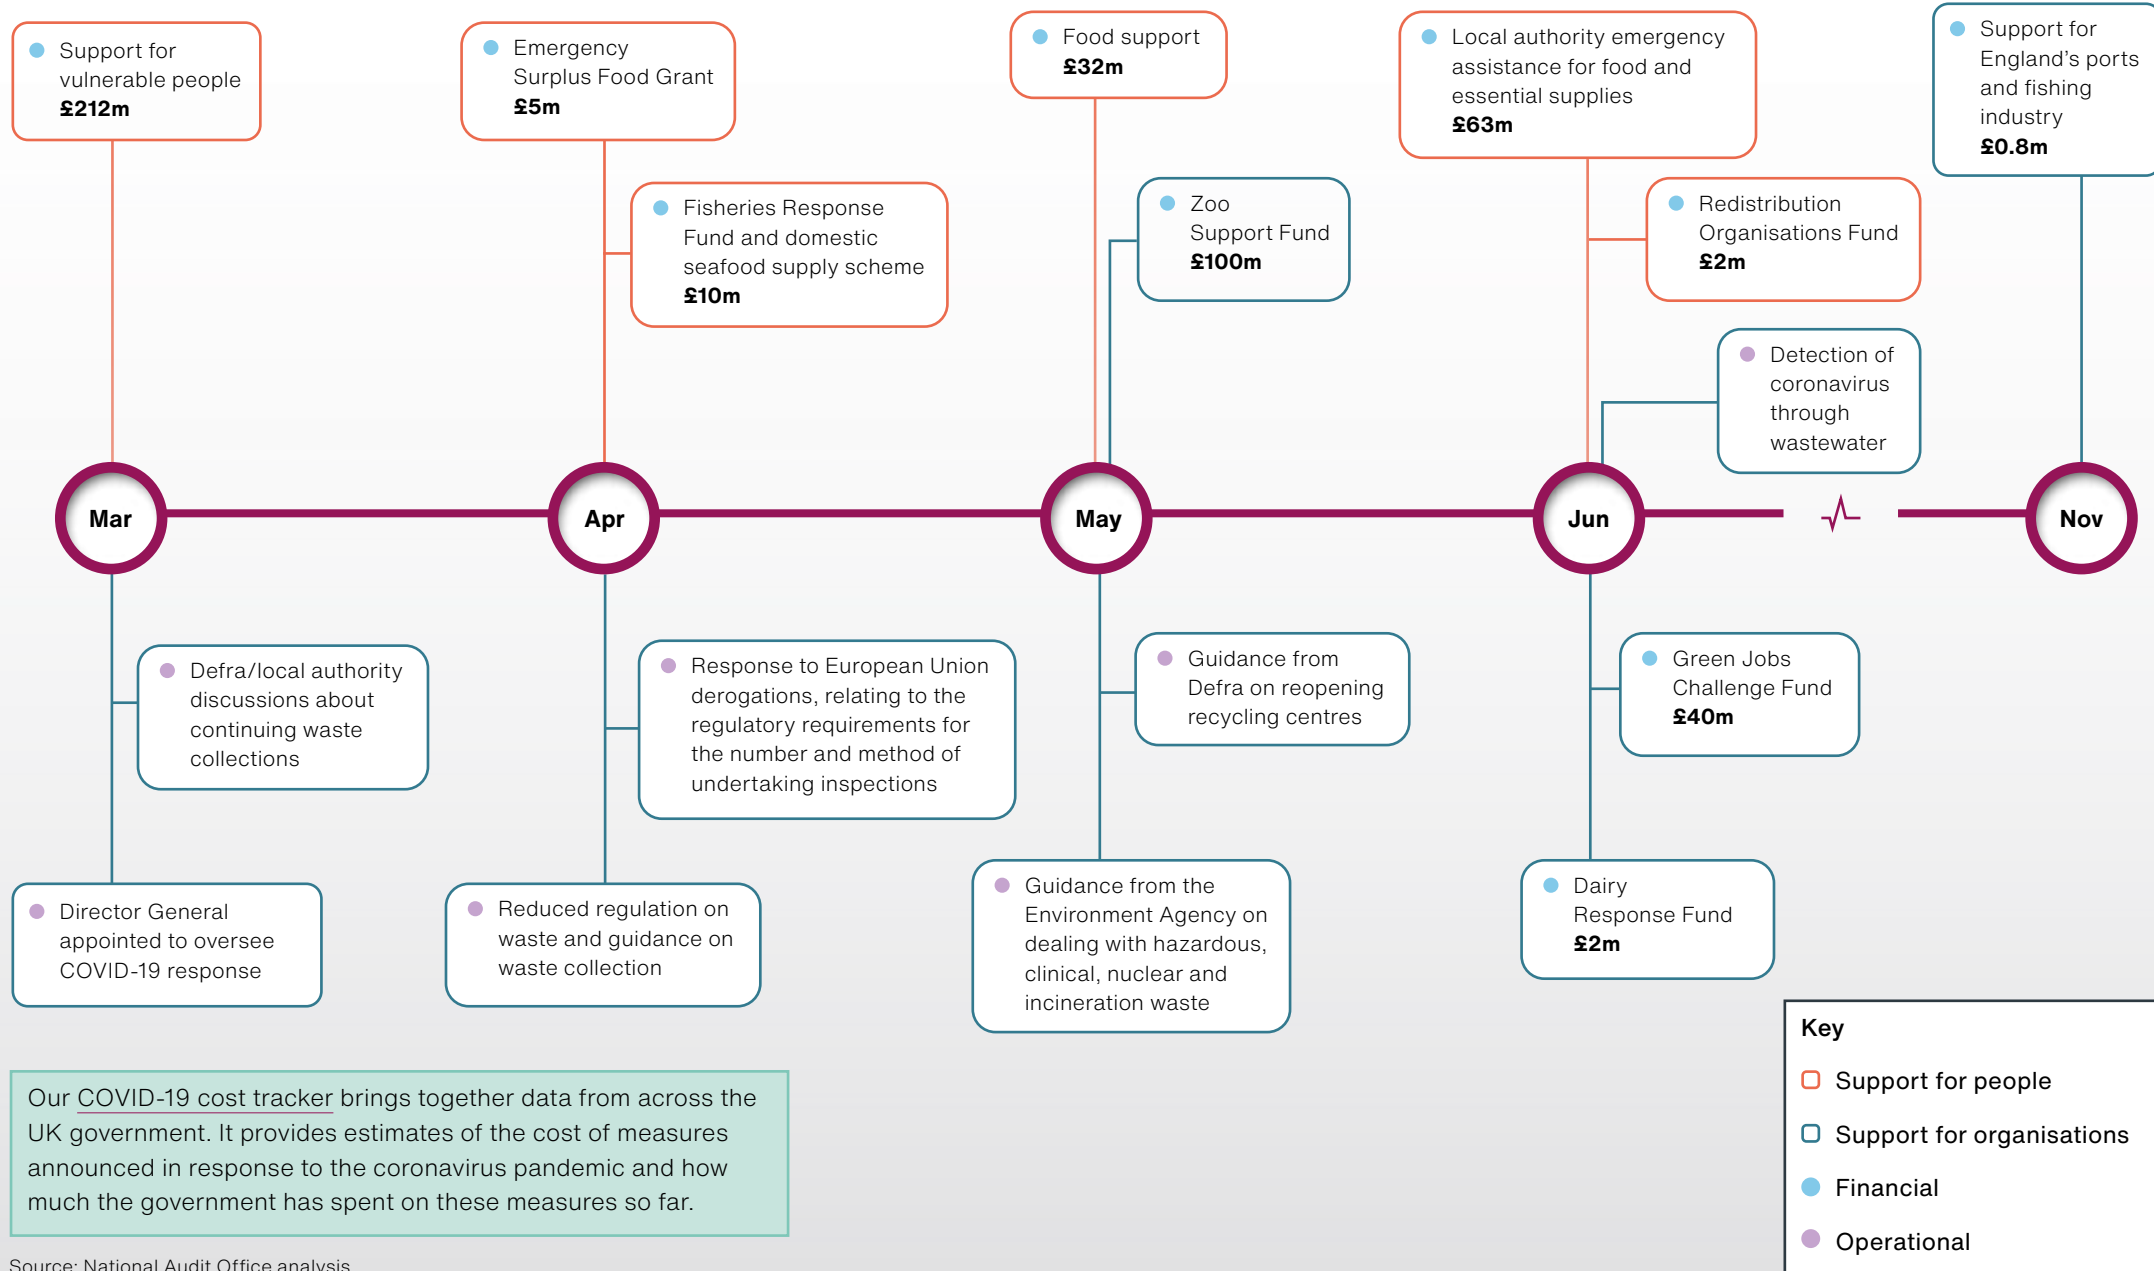 Support for
vulnerable people
£212m
Emergency
Surplus Food Grant
£5m
Fisheries Response
Fund and domestic
seafood supply scheme
£10m
Food support
£32m
Zoo
Support Fund
£100m
Local authority emergency
assistance for food and
essential supplies
£63m
Redistribution
Organisations Fund
£2m
Detection of
coronavirus
through
wastewater
Support for
England's ports
and fishing
industry
£0.8m
Mar
Apr
May
Jun
Nov
Defra/local authority
discussions about
continuing waste
collections
Director General
appointed to oversee
COVID-19 response
Response to European Union
derogations, relating to the
regulatory requirements for
the number and method of
undertaking inspections
Reduced regulation on
waste and guidance on
waste collection
Guidance from
Defra on reopening
recycling centres
Guidance from the
Environment Agency on
dealing with hazardous,
clinical, nuclear and
incineration waste
Green Jobs
Challenge Fund
£40m
Dairy
Response Fund
£2m
Key
Support for people
Support for organisations
Financial
Operational
Our COVID-19 cost tracker brings together data from across the
UK government. It provides estimates of the cost of measures
announced in response to the coronavirus pandemic and how
much the government has spent on these measures so far.
Source: National Audit Office analysis